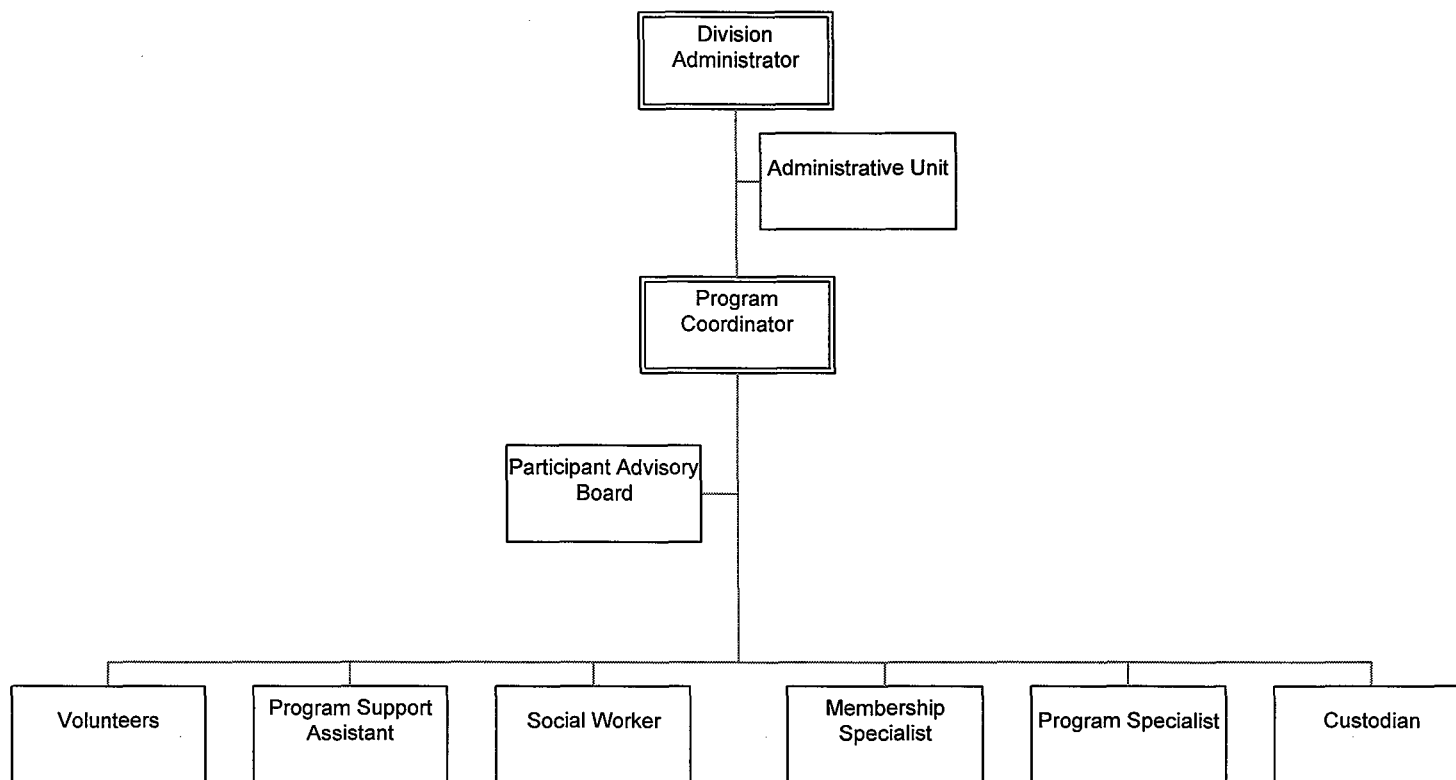 Division
Administrator
Administrative Unit
Program
Coordinator
Participant Advisory
Board
Volunteers
Program Support
Assistant
Social Worker
Membership
Specialist
Program Specialist
Custodian